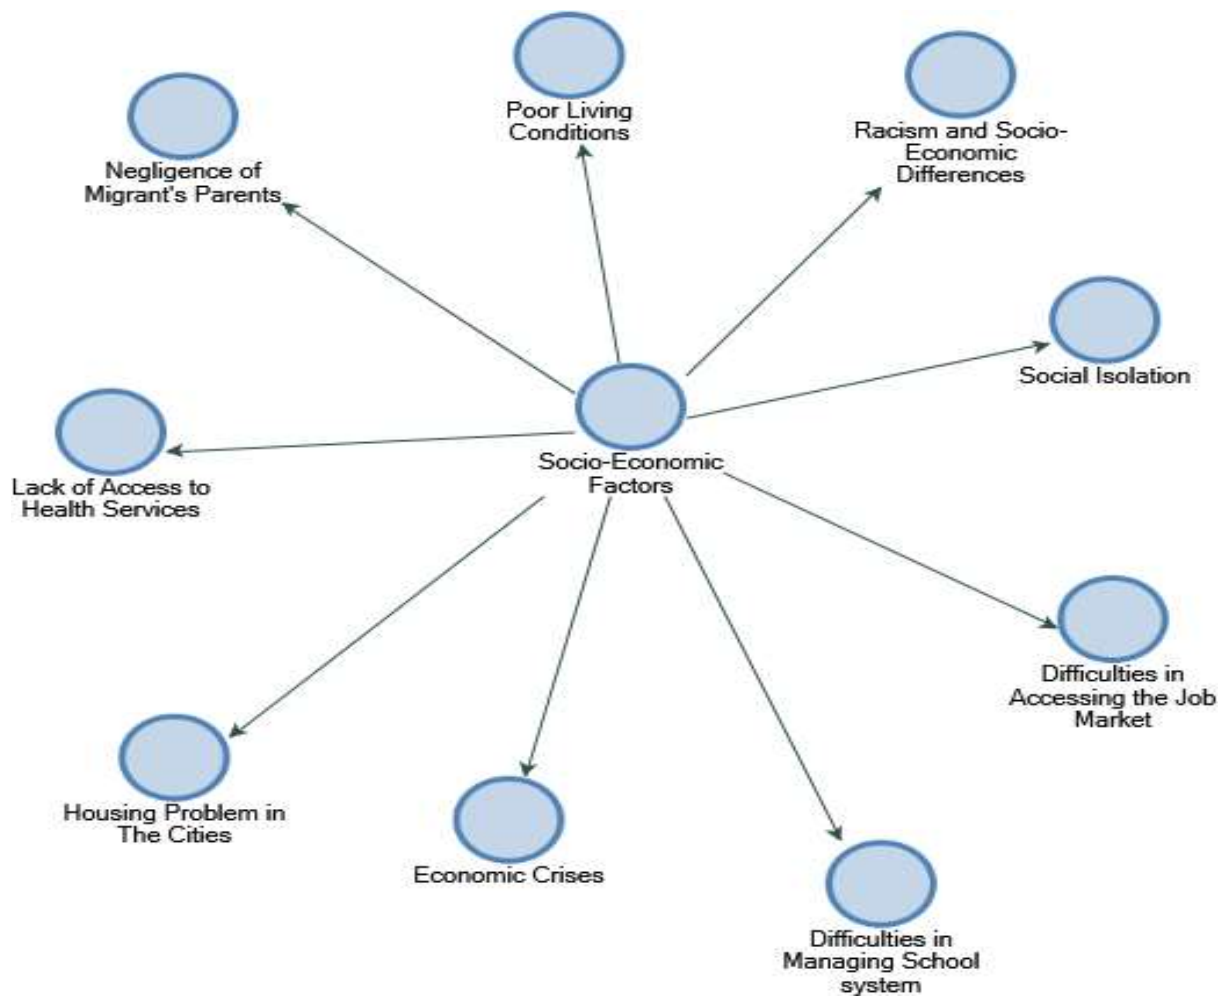 Poor Living
Conditions
Racism and Socio-
Economic
Differences
Negligence of
Migrant's Parents
Social Isolation
Socio-Economic
Factors
Lack of Access to
Health Services
Difficulties in
Accessing the Job
Market
Housing Problem in
The Cities
Economic Crises
Difficulties in
Managing School
system